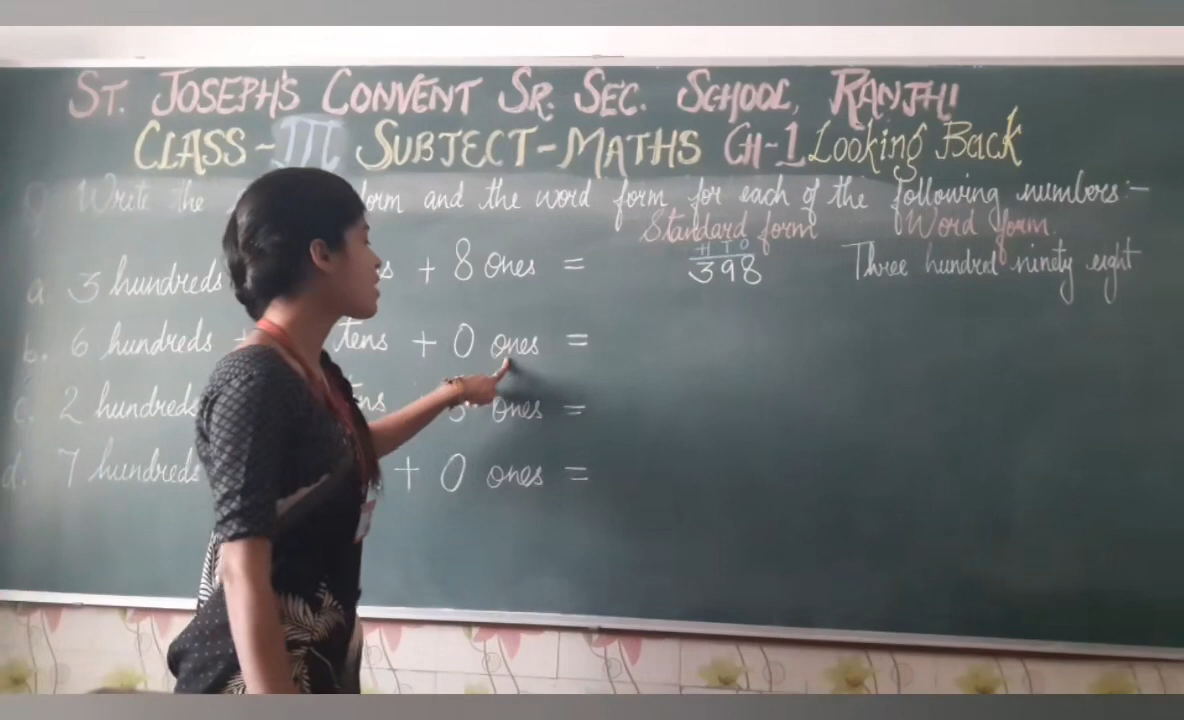 ST. JOSEPH'S CONVENT SR. SEC. SCHOOL, RANJHI
CLASS - III SUBJECT - MATHS CH-1 Looking Back
Q Write the form and the word form for each of the following numbers:-
Standard form Word form
H T O
a. 3 hundreds + 8 ones = 398 Three hundred ninety eight
b. 6 hundreds + tens + 0 ones =
c. 2 hundreds ones =
d. 7 hundreds + 0 ones =